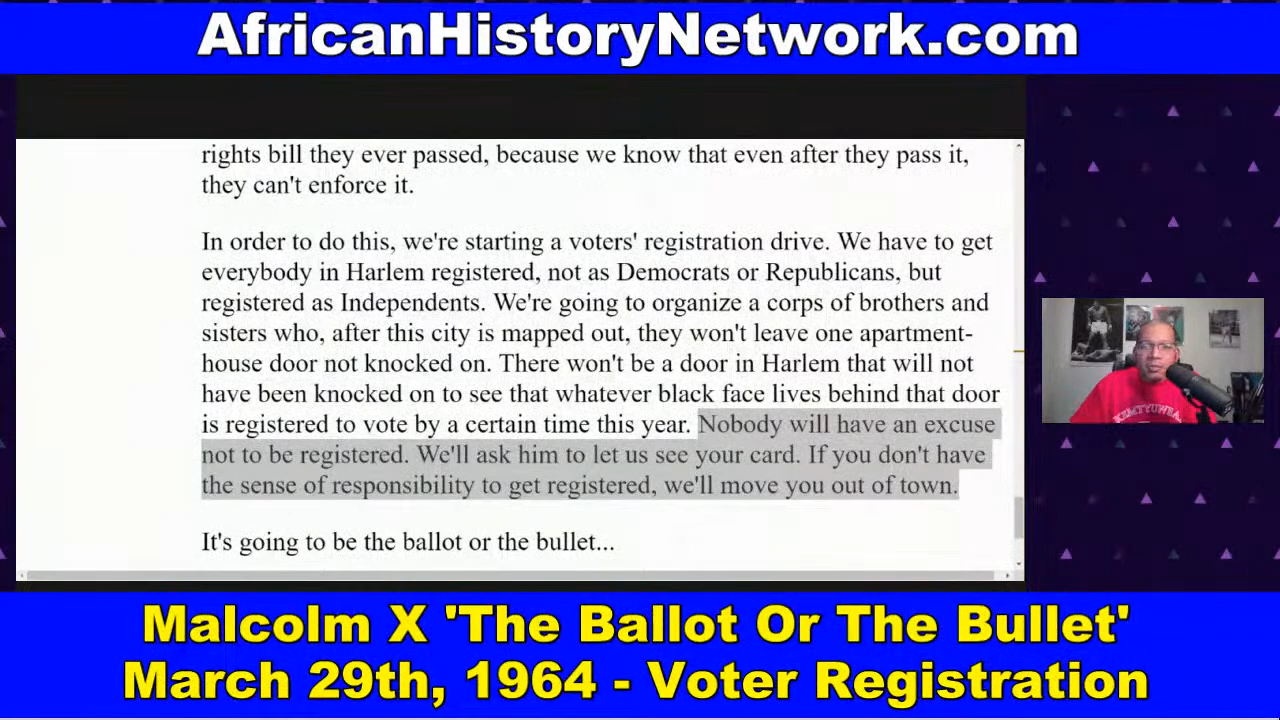 AfricanHistoryNetwork.com
rights bill they ever passed, because we know that even after they pass it,
they can't enforce it.
In order to do this, we're starting a voters' registration drive. We have to get
everybody in Harlem registered, not as Democrats or Republicans, but
registered as Independents. We're going to organize a corps of brothers and
sisters who, after this city is mapped out, they won't leave one apartment-
house door not knocked on. There won't be a door in Harlem that will not
have been knocked on to see that whatever black face lives behind that door
is registered to vote by a certain time this year. Nobody will have an excuse
not to be registered. We'll ask him to let us see your card. If you don't have
the sense of responsibility to get registered, we'll move you out of town.
It's going to be the ballot or the bullet...
Malcolm X 'The Ballot Or The Bullet'
March 29th, 1964 - Voter Registration